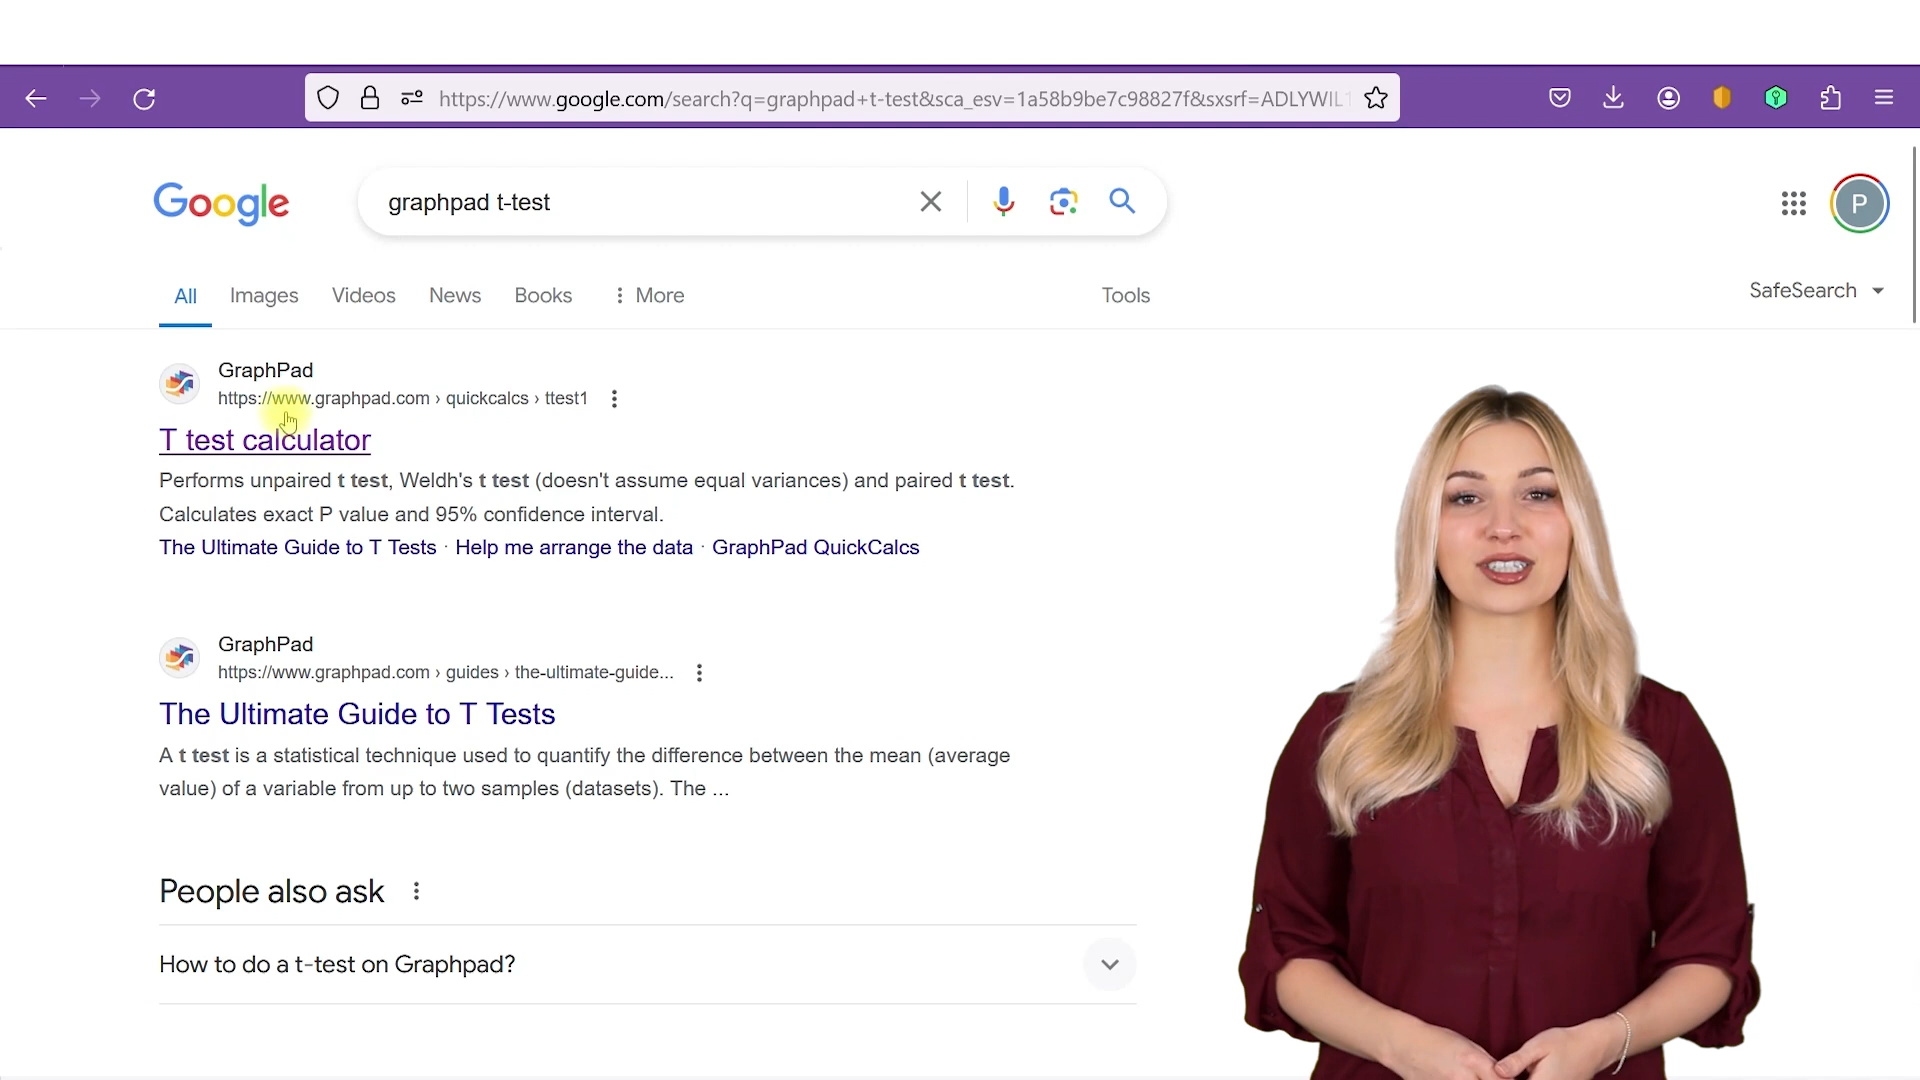 https://www.google.com/search?q=graphpad+t-test&sca_esv=1a58b9be7c98827f&sxsrf=ADLYWIL1
Google
graphpad t-test
P
All Images Videos News Books More Tools SafeSearch
GraphPad
https://www.graphpad.com › quickcalcs › ttest1
T test calculator
Performs unpaired t test, Weldh's t test (doesn't assume equal variances) and paired t test.
Calculates exact P value and 95% confidence interval.
The Ultimate Guide to T Tests · Help me arrange the data · GraphPad QuickCalcs
GraphPad
https://www.graphpad.com › guides › the-ultimate-guide...
The Ultimate Guide to T Tests
A t test is a statistical technique used to quantify the difference between the mean (average
value) of a variable from up to two samples (datasets). The ...
People also ask
How to do a t-test on Graphpad?